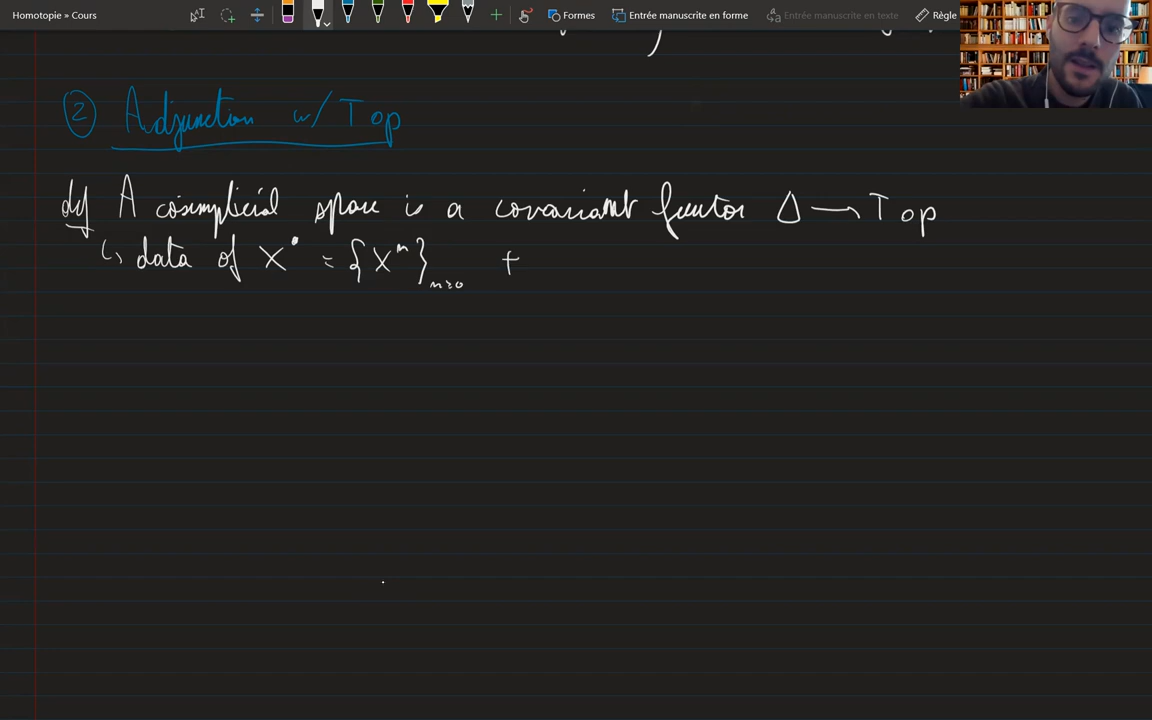 Homotopie » Cours
Formes
Entrée manuscrite en forme
Entrée manuscrite en texte
Règle
② Adjunction w/ Top
def A cosimplicial space is a covariant functor Δ → Top
↳ data of X^• = {X^n}_{n≥0} +